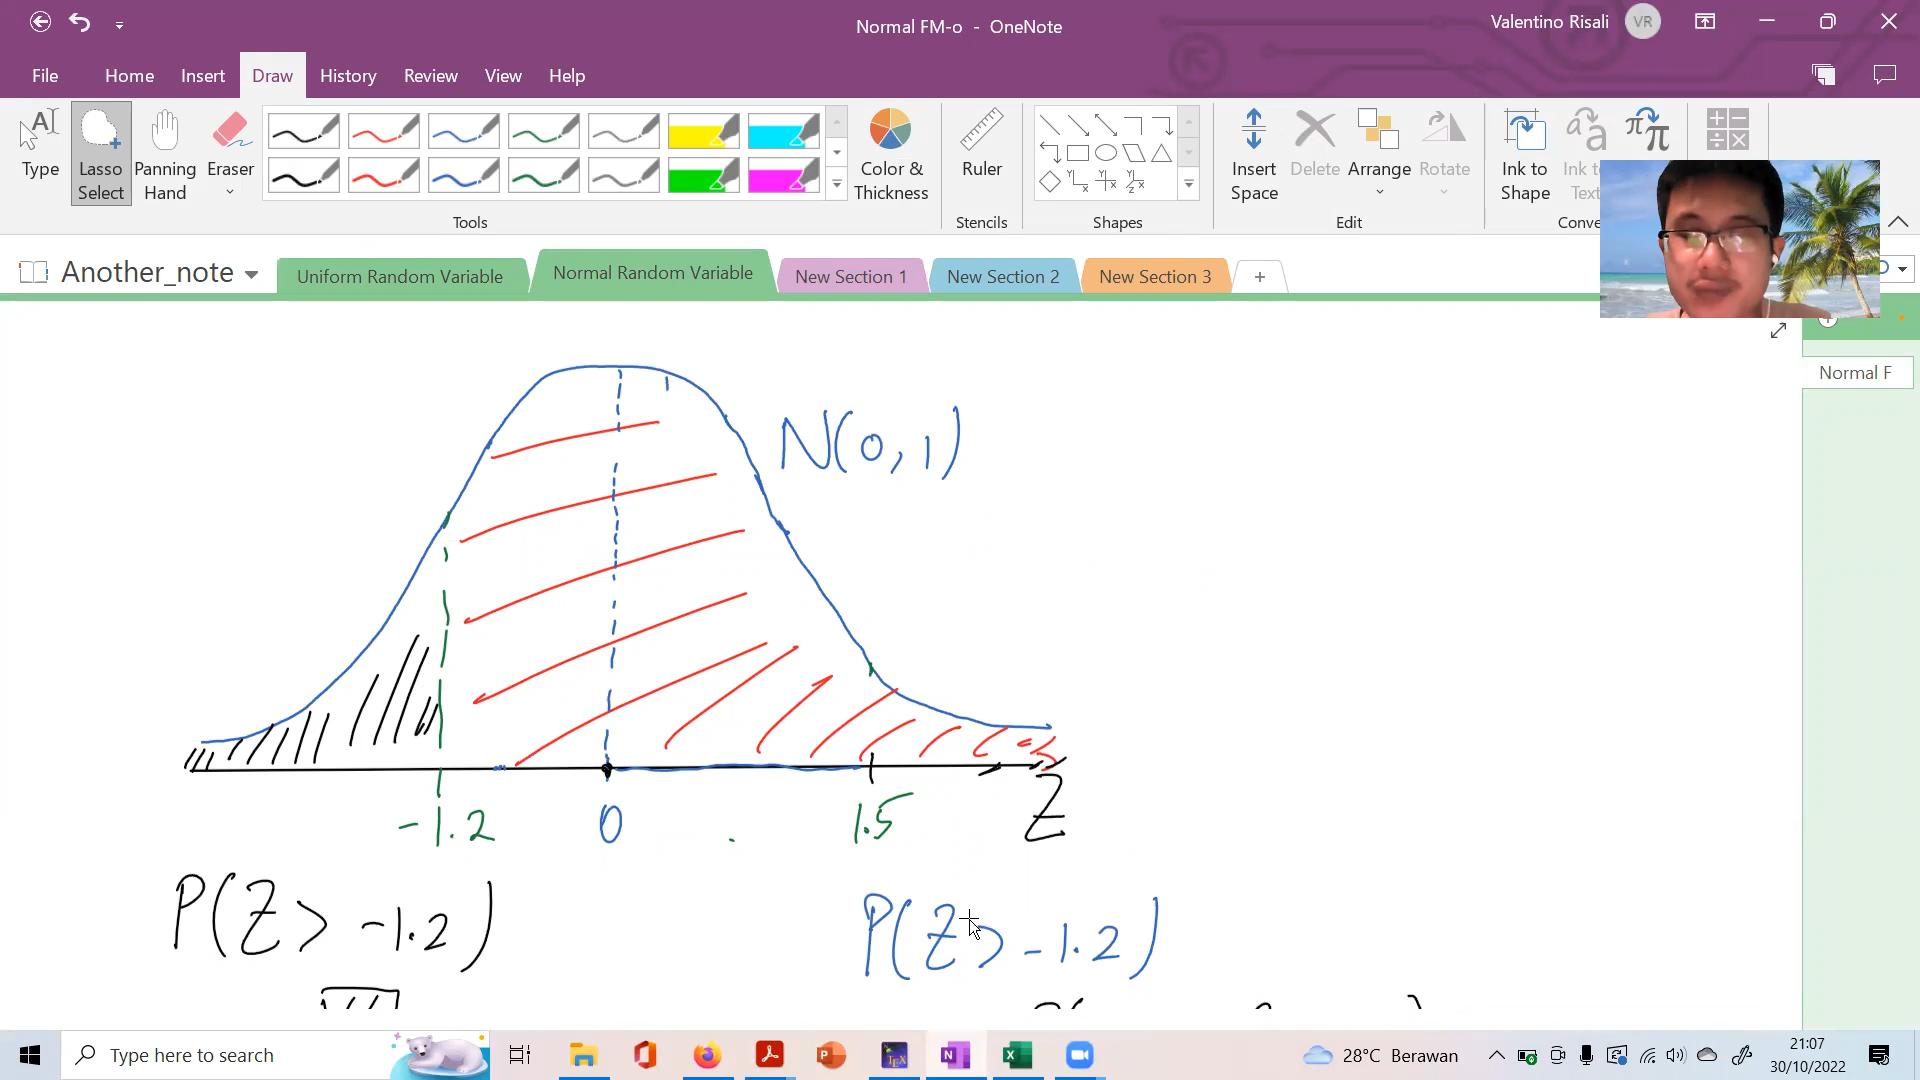 Normal FM-o - OneNote
Valentino Risali
VR
File
Home
Insert
Draw
History
Review
View
Help
Type
Lasso
Select
Panning
Hand
Eraser
Color &
Thickness
Ruler
Insert
Space
Delete
Arrange
Rotate
Ink to
Shape
Tools
Stencils
Shapes
Edit
Another_note
Uniform Random Variable
Normal Random Variable
New Section 1
New Section 2
New Section 3
+
Normal F
N(0,1)
-1.2
0
1.5
Z
P(Z> -1.2)
P(Z> -1.2)
Type here to search
28°C Berawan
21:07
30/10/2022